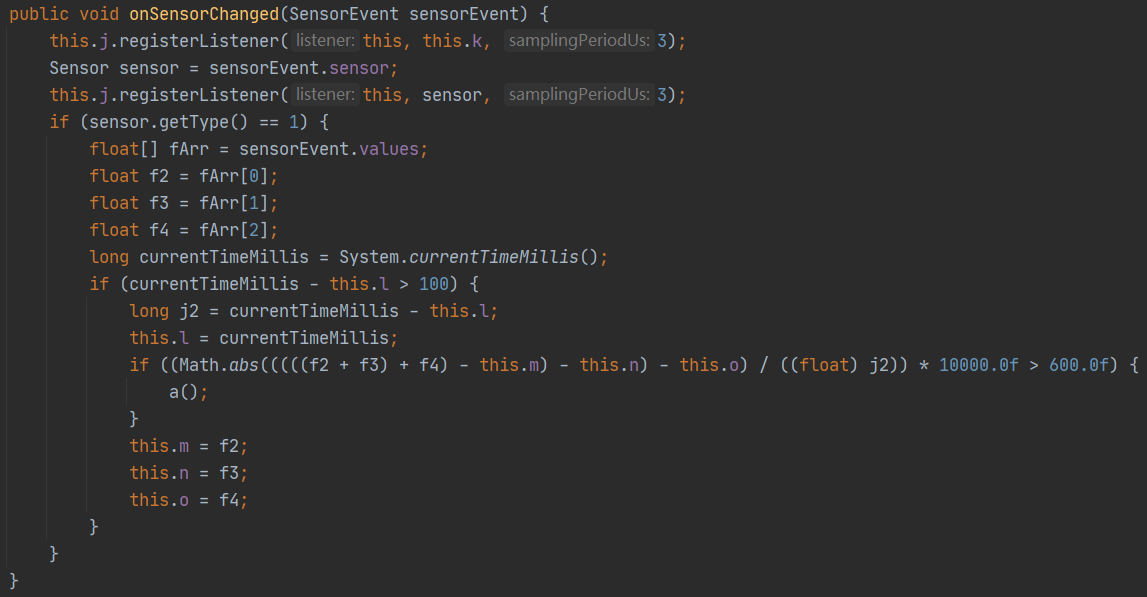 public void onSensorChanged(SensorEvent sensorEvent) {
    this.j.registerListener( listener: this, this.k, samplingPeriodUs: 3);
    Sensor sensor = sensorEvent.sensor;
    this.j.registerListener( listener: this, sensor, samplingPeriodUs: 3);
    if (sensor.getType() == 1) {
        float[] fArr = sensorEvent.values;
        float f2 = fArr[0];
        float f3 = fArr[1];
        float f4 = fArr[2];
        long currentTimeMillis = System.currentTimeMillis();
        if (currentTimeMillis - this.l > 100) {
            long j2 = currentTimeMillis - this.l;
            this.l = currentTimeMillis;
            if ((Math.abs(((((f2 + f3) + f4) - this.m) - this.n) - this.o) / ((float) j2)) * 10000.0f > 600.0f) {
                a();
            }
            this.m = f2;
            this.n = f3;
            this.o = f4;
        }
    }
}